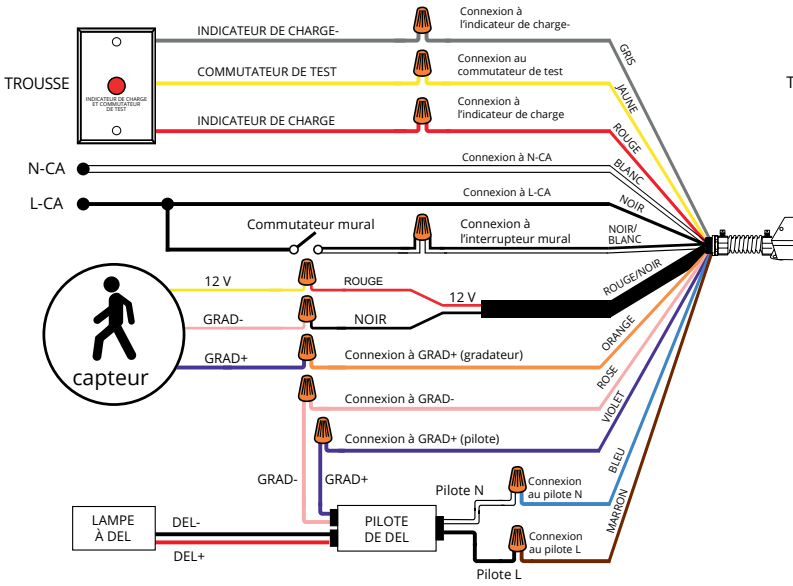 TROUSSE
INDICATEUR DE CHARGE
ET COMMUTATEUR
DE TEST
INDICATEUR DE CHARGE-
Connexion à
l'indicateur de charge-
GRIS
COMMUTATEUR DE TEST
Connexion au
commutateur de test
JAUNE
INDICATEUR DE CHARGE
Connexion à
l'indicateur de charge
ROUGE
T
N-CA
Connexion à N-CA
BLANC
L-CA
Connexion à L-CA
NOIR
Commutateur mural
Connexion à
l'interrupteur mural
NOIR/
BLANC
capteur
12 V
ROUGE
GRAD-
NOIR
12 V
ROUGE/NOIR
GRAD+
Connexion à GRAD+ (gradateur)
ORANGE
Connexion à GRAD-
ROSE
Connexion à GRAD+ (pilote)
VIOLET
GRAD-
GRAD+
Pilote N
Connexion
au pilote N
BLEU
LAMPE
À DEL
DEL-
DEL+
PILOTE
DE DEL
Connexion
au pilote L
MARRON
Pilote L